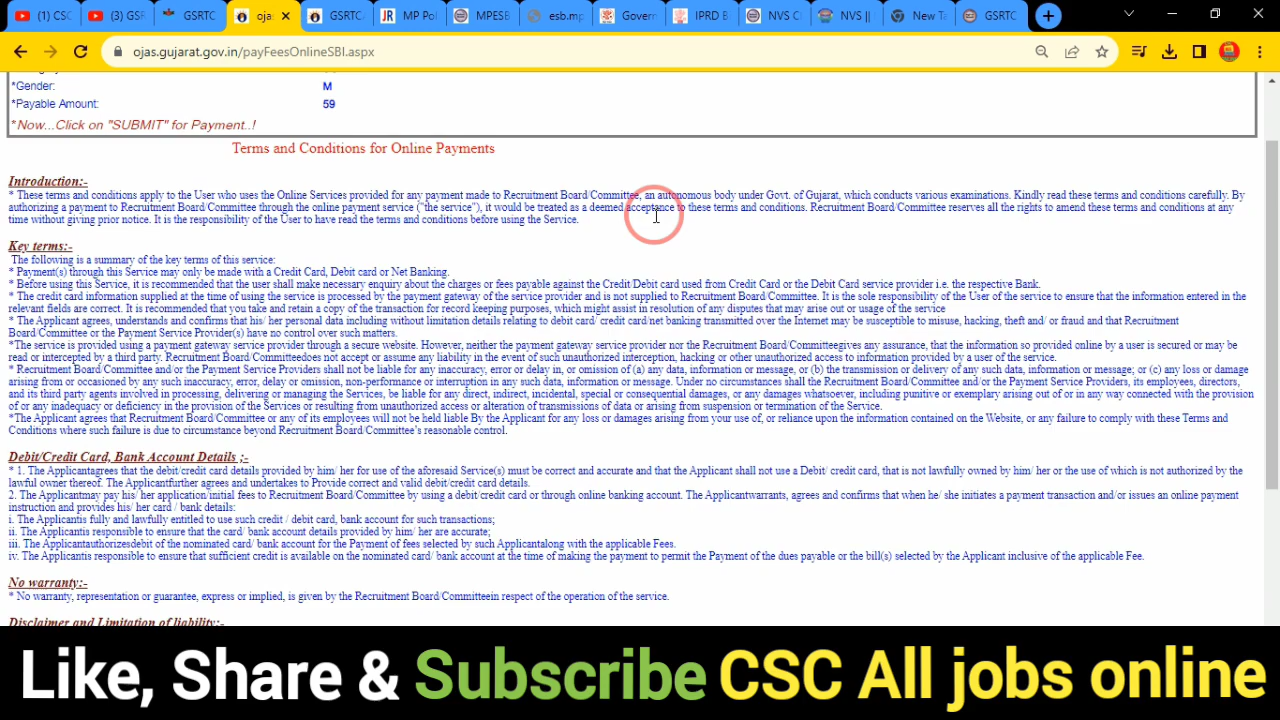 CSC
(3) GSR
GSRTC
oja
GSRTC
MP Pol
MPESB
esb.mp
Govern
IPRD B
NVS Cl
NVS ||
New Ta
GSRTC
ojas.gujarat.gov.in/payFeesOnlineSBI.aspx
*Gender: M
*Payable Amount: 59
*Now...Click on "SUBMIT" for Payment..!
Terms and Conditions for Online Payments
Introduction:-
* These terms and conditions apply to the User who uses the Online Services provided for any payment made to Recruitment Board/Committee, an autonomous body under Govt. of Gujarat, which conducts various examinations. Kindly read these terms and conditions carefully. By
authorizing a payment to Recruitment Board/Committee through the online payment service ("the service"), it would be treated as a deemed acceptance to these terms and conditions. Recruitment Board/Committee reserves all the rights to amend these terms and conditions at any
time without giving prior notice. It is the responsibility of the User to have read the terms and conditions before using the Service.
Key terms:-
The following is a summary of the key terms of this service:
* Payment(s) through this Service may only be made with a Credit Card, Debit card or Net Banking.
* Before using this Service, it is recommended that the user shall make necessary enquiry about the charges or fees payable against the Credit/Debit card used from Credit Card or the Debit Card service provider i.e. the respective Bank.
* The credit card information supplied at the time of using the service is processed by the payment gateway of the service provider and is not supplied to Recruitment Board/Committee. It is the sole responsibility of the User of the service to ensure that the information entered in the
relevant fields are correct. It is recommended that you take and retain a copy of the transaction for record keeping purposes, which might assist in resolution of any disputes that may arise out or usage of the service
* The Applicant agrees, understands and confirms that his/ her personal data including without limitation details relating to debit card/ credit card/net banking transmitted over the Internet may be susceptible to misuse, hacking, theft and/ or fraud and that Recruitment
Board/Committee or the Payment Service Provider(s) have no control over such matters.
*The service is provided using a payment gateway service provider through a secure website. However, neither the payment gateway service provider nor the Recruitment Board/Committeegives any assurance, that the information so provided online by a user is secured or may be
read or intercepted by a third party. Recruitment Board/Committeedoes not accept or assume any liability in the event of such unauthorized interception, hacking or other unauthorized access to information provided by a user of the service.
* Recruitment Board/Committee and/or the Payment Service Providers shall not be liable for any inaccuracy, error or delay in, or omission of (a) any data, information or message, or (b) the transmission or delivery of any such data, information or message; or (c) any loss or damage
arising from or occasioned by any such inaccuracy, error, delay or omission, non-performance or interruption in any such data, information or message. Under no circumstances shall the Recruitment Board/Committee and/or the Payment Service Providers, its employees, directors,
and its third party agents involved in processing, delivering or managing the Services, be liable for any direct, indirect, incidental, special or consequential damages, or any damages whatsoever, including punitive or exemplary arising out of or in any way connected with the provision
of or any inadequacy or deficiency in the provision of the Services or resulting from unauthorized access or alteration of transmissions of data or arising from suspension or termination of the Service.
*The Applicant agrees that Recruitment Board/Committee or any of its employees will not be held liable By the Applicant for any loss or damages arising from your use of, or reliance upon the information contained on the Website, or any failure to comply with these Terms and
Conditions where such failure is due to circumstance beyond Recruitment Board/Committee's reasonable control.
Debit/Credit Card, Bank Account Details ;-
* 1. The Applicantagrees that the debit/credit card details provided by him/ her for use of the aforesaid Service(s) must be correct and accurate and that the Applicant shall not use a Debit/ credit card, that is not lawfully owned by him/ her or the use of which is not authorized by the
lawful owner thereof. The Applicantfurther agrees and undertakes to Provide correct and valid debit/credit card details.
2. The Applicantmay pay his/ her application/initial fees to Recruitment Board/Committee by using a debit/credit card or through online banking account. The Applicantwarrants, agrees and confirms that when he/ she initiates a payment transaction and/or issues an online payment
instruction and provides his/ her card / bank details:
i. The Applicantis fully and lawfully entitled to use such credit / debit card, bank account for such transactions;
ii. The Applicantis responsible to ensure that the card/ bank account details provided by him/ her are accurate;
iii. The Applicantauthorizesdebit of the nominated card/ bank account for the Payment of fees selected by such Applicantalong with the applicable Fees.
iv. The Applicantis responsible to ensure that sufficient credit is available on the nominated card/ bank account at the time of making the payment to permit the Payment of the dues payable or the bill(s) selected by the Applicant inclusive of the applicable Fee.
No warranty:-
* No warranty, representation or guarantee, express or implied, is given by the Recruitment Board/Committeein respect of the operation of the service.
Disclaimer and Limitation of liability:-
Like, Share & Subscribe CSC All jobs online